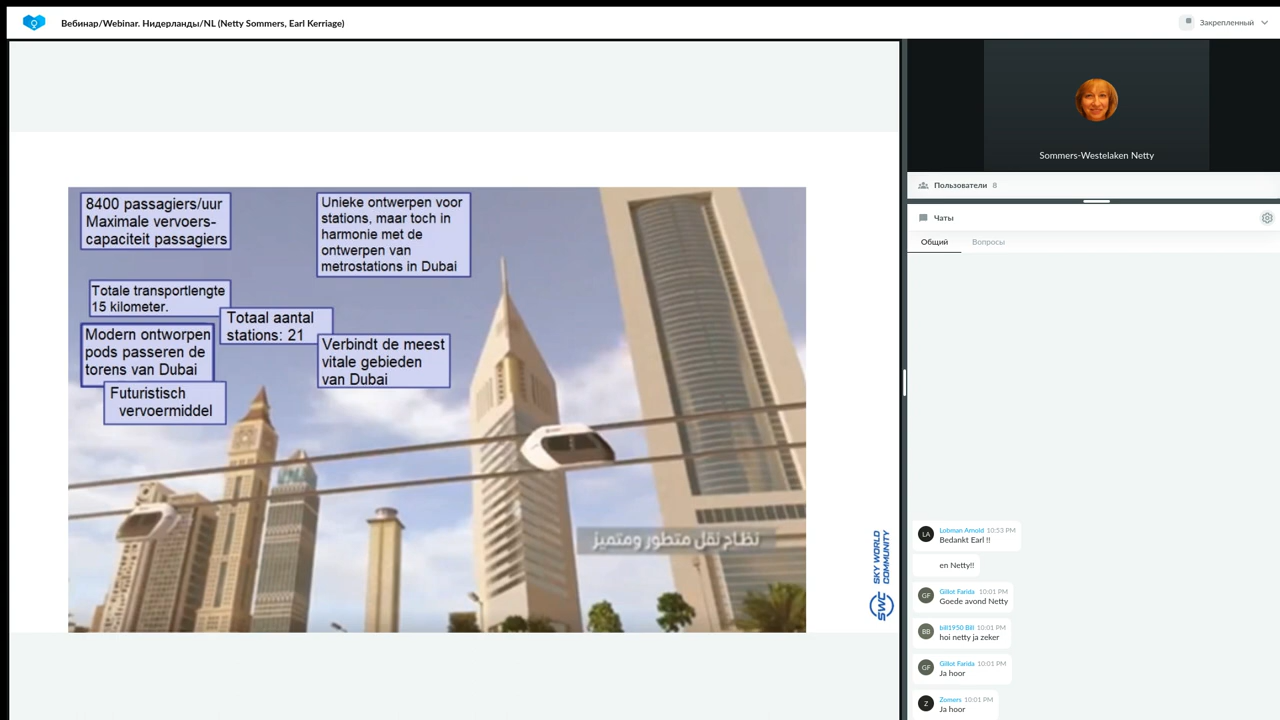 Вебинар/Webinar. Нидерланды/NL (Netty Sommers, Earl Kerriage)
Закрепленный
8400 passagiers/uur
Maximale vervoers-
capaciteit passagiers
Unieke ontwerpen voor
stations, maar toch in
harmonie met de
ontwerpen van
metrostations in Dubai
Totale transportlengte
15 kilometer.
Totaal aantal
stations: 21
Modern ontworpen
pods passeren de
torens van Dubai
Verbindt de meest
vitale gebieden
van Dubai
Futuristisch
vervoermiddel
نظام نقل متطور ومتميز
SWC SKY WORLD
COMMUNITY
Sommers-Westelaken Netty
Пользователи 8
Чаты
Общий Вопросы
LA Lobman Arnold 10:53 PM
Bedankt Earl !!
en Netty!!
GF Gillot Farida 10:01 PM
Goede avond Netty
BB bill1950 Bill 10:01 PM
hoi netty ja zeker
GF Gillot Farida 10:01 PM
Ja hoor
Z Zomers 10:01 PM
Ja hoor